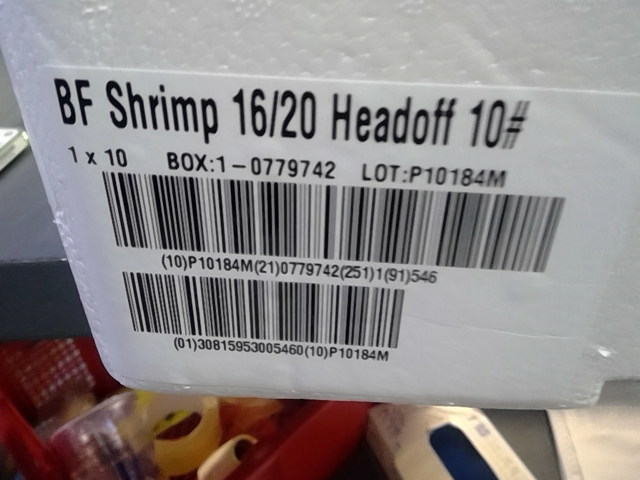 BF Shrimp 16/20 Headoff 10#
1 x 10 BOX:1-0779742 LOT:P10184M
(10)P10184M(21)0779742(251)1(91)546
(01)30815953005460(10)P10184M